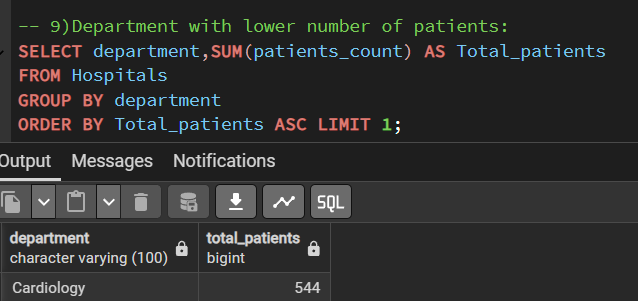 -- 9)Department with lower number of patients:
SELECT department,SUM(patients_count) AS Total_patients
FROM Hospitals
GROUP BY department
ORDER BY Total_patients ASC LIMIT 1;
Output Messages Notifications
SQL
department total_patients
character varying (100) bigint
Cardiology 544